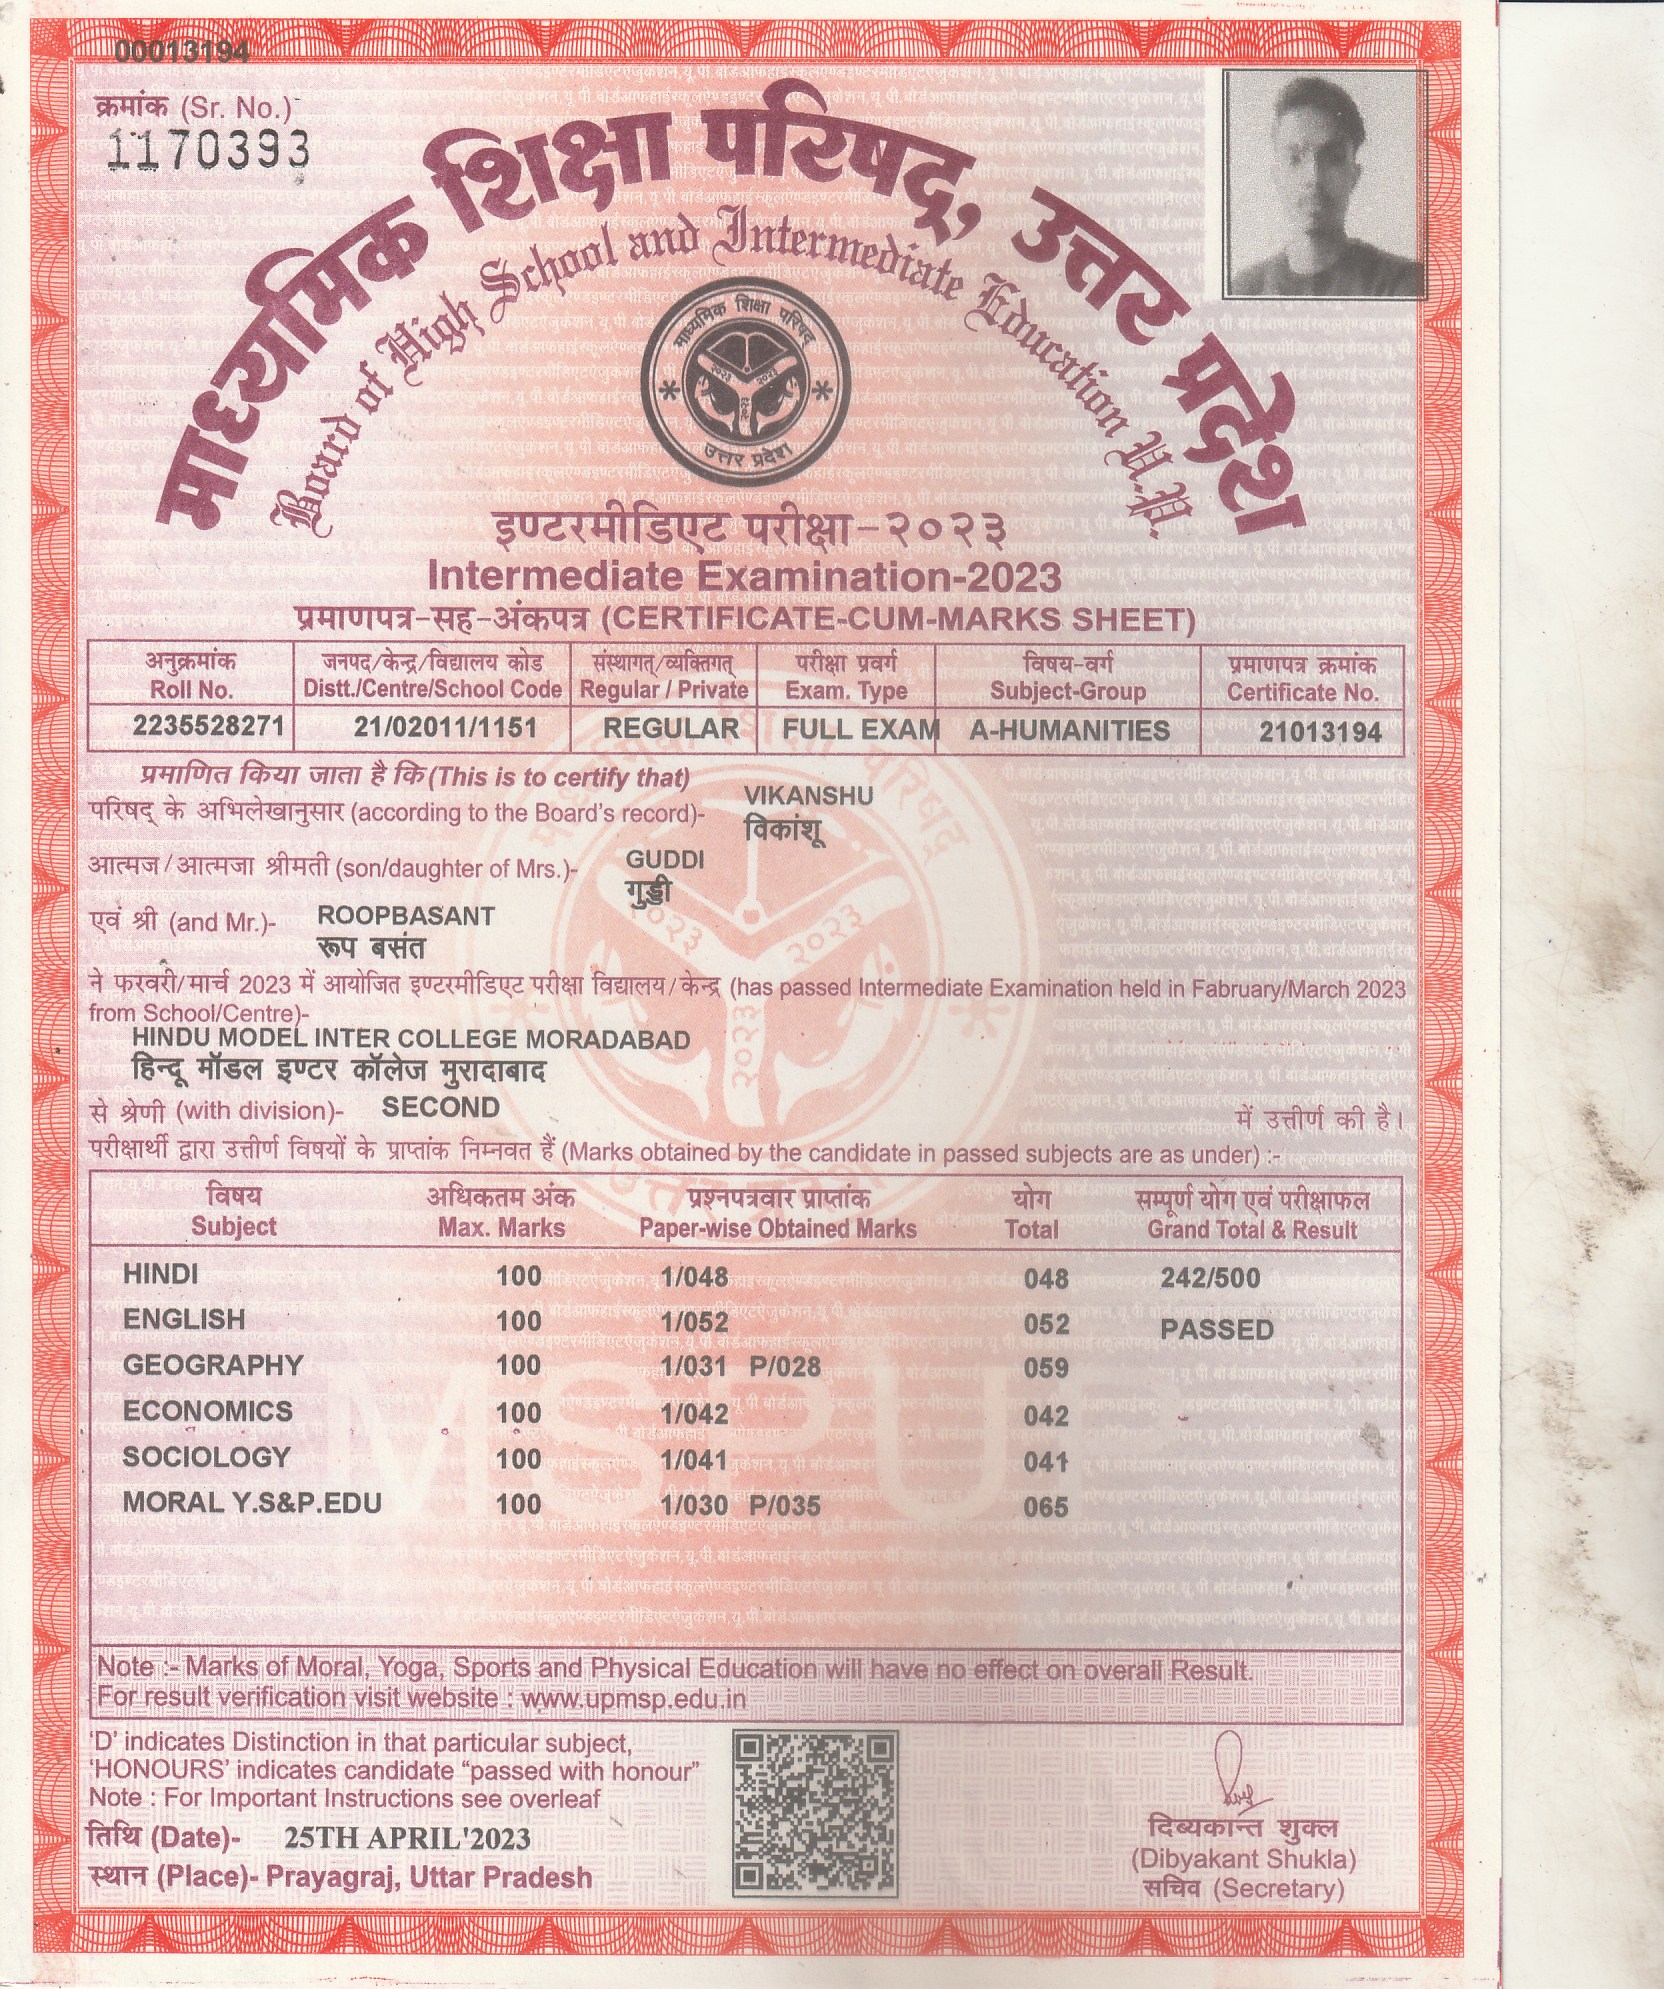 00013194
क्रमांक (Sr. No.)
1170393
माध्यमिक शिक्षा परिषद्, उत्तर प्रदेश
Board of High School and Intermediate Education U.P.
माध्यमिक शिक्षा परिषद्
२०२३ २०२३
२०२३
उत्तर प्रदेश
इण्टरमीडिएट परीक्षा-२०२३
Intermediate Examination-2023
प्रमाणपत्र-सह-अंकपत्र (CERTIFICATE-CUM-MARKS SHEET)
अनुक्रमांक जनपद/केन्द्र/विद्यालय कोड संस्थागत्/व्यक्तिगत् परीक्षा प्रवर्ग विषय-वर्ग प्रमाणपत्र क्रमांक
Roll No. Distt./Centre/School Code Regular / Private Exam. Type Subject-Group Certificate No.
2235528271 21/02011/1151 REGULAR FULL EXAM A-HUMANITIES 21013194
प्रमाणित किया जाता है कि (This is to certify that)
परिषद् के अभिलेखानुसार (according to the Board's record)- VIKANSHU
विकांशू
आत्मज/आत्मजा श्रीमती (son/daughter of Mrs.)- GUDDI
गुड्डी
एवं श्री (and Mr.)- ROOPBASANT
रूप बसंत
ने फरवरी/मार्च 2023 में आयोजित इण्टरमीडिएट परीक्षा विद्यालय/केन्द्र (has passed Intermediate Examination held in Fabruary/March 2023
from School/Centre)-
HINDU MODEL INTER COLLEGE MORADABAD
हिन्दू मॉडल इण्टर कॉलेज मुरादाबाद
से श्रेणी (with division)- SECOND में उत्तीर्ण की है।
परीक्षार्थी द्वारा उत्तीर्ण विषयों के प्राप्तांक निम्नवत हैं (Marks obtained by the candidate in passed subjects are as under) :-
विषय अधिकतम अंक प्रश्नपत्रवार प्राप्तांक योग सम्पूर्ण योग एवं परीक्षाफल
Subject Max. Marks Paper-wise Obtained Marks Total Grand Total & Result
HINDI 100 1/048 048 242/500
ENGLISH 100 1/052 052 PASSED
GEOGRAPHY 100 1/031 P/028 059
ECONOMICS 100 1/042 042
SOCIOLOGY 100 1/041 041
MORAL Y.S&P.EDU 100 1/030 P/035 065
Note :- Marks of Moral, Yoga, Sports and Physical Education will have no effect on overall Result.
For result verification visit website : www.upmsp.edu.in
'D' indicates Distinction in that particular subject,
'HONOURS' indicates candidate "passed with honour"
Note : For Important Instructions see overleaf
तिथि (Date)- 25TH APRIL'2023
स्थान (Place)- Prayagraj, Uttar Pradesh
दिब्यकान्त शुक्ल
(Dibyakant Shukla)
सचिव (Secretary)